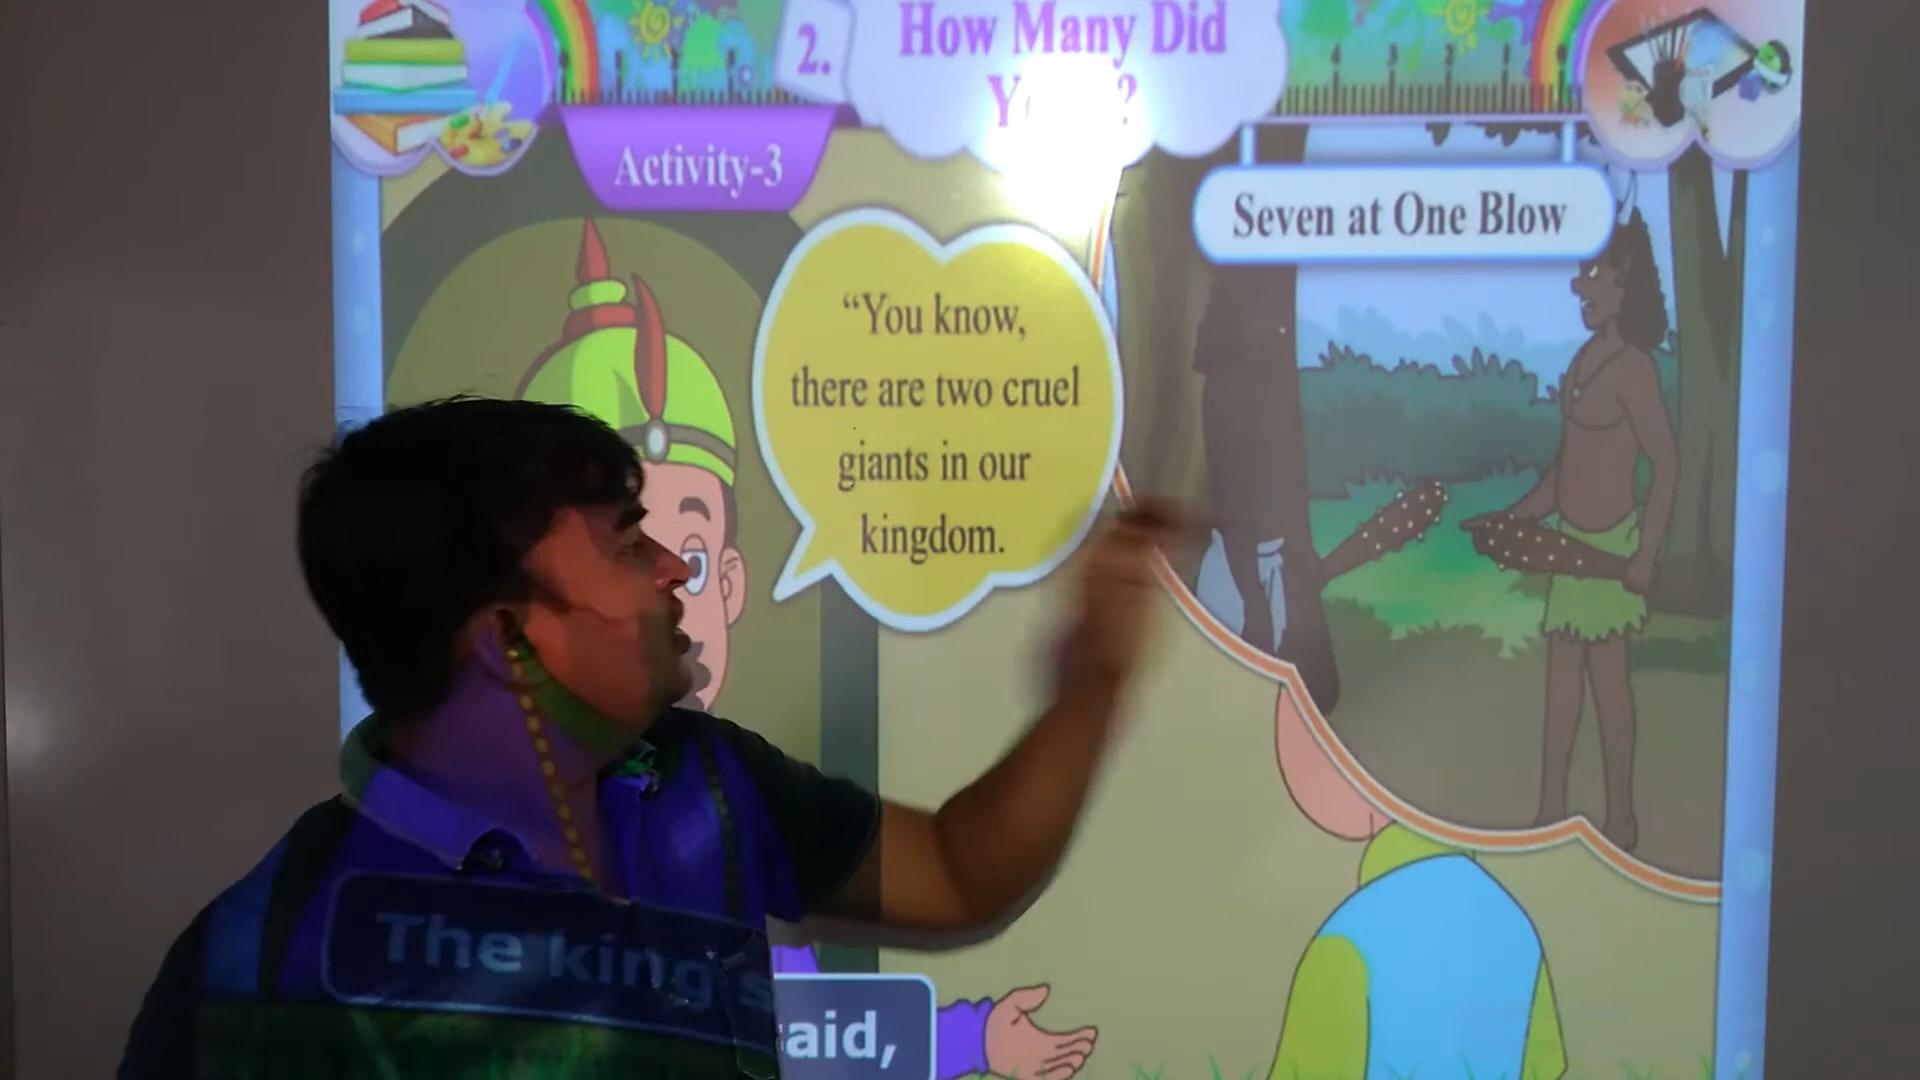 2.
How Many Did
?
Activity-3
Seven at One Blow
“You know,
there are two cruel
giants in our
kingdom.
The king said,